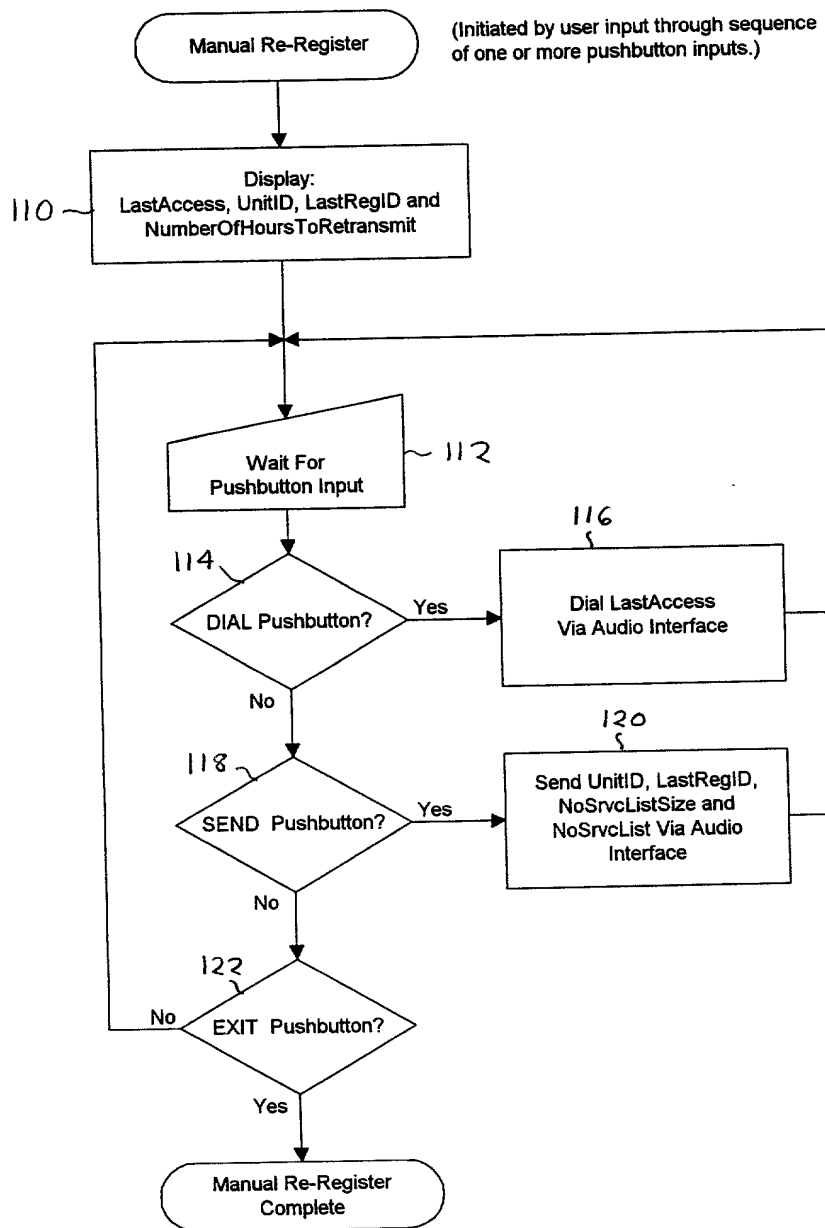 Manual Re-Register
(Initiated by user input through sequence
of one or more pushbutton inputs.)
110
Display:
LastAccess, UnitID, LastRegID and
NumberOfHoursToRetransmit
Wait For
Pushbutton Input
112
114
DIAL Pushbutton?
Yes
No
116
Dial LastAccess
Via Audio Interface
118
SEND Pushbutton?
Yes
No
120
Send UnitID, LastRegID,
NoSrvcListSize and
NoSrvcList Via Audio
Interface
122
EXIT Pushbutton?
No
Yes
Manual Re-Register
Complete